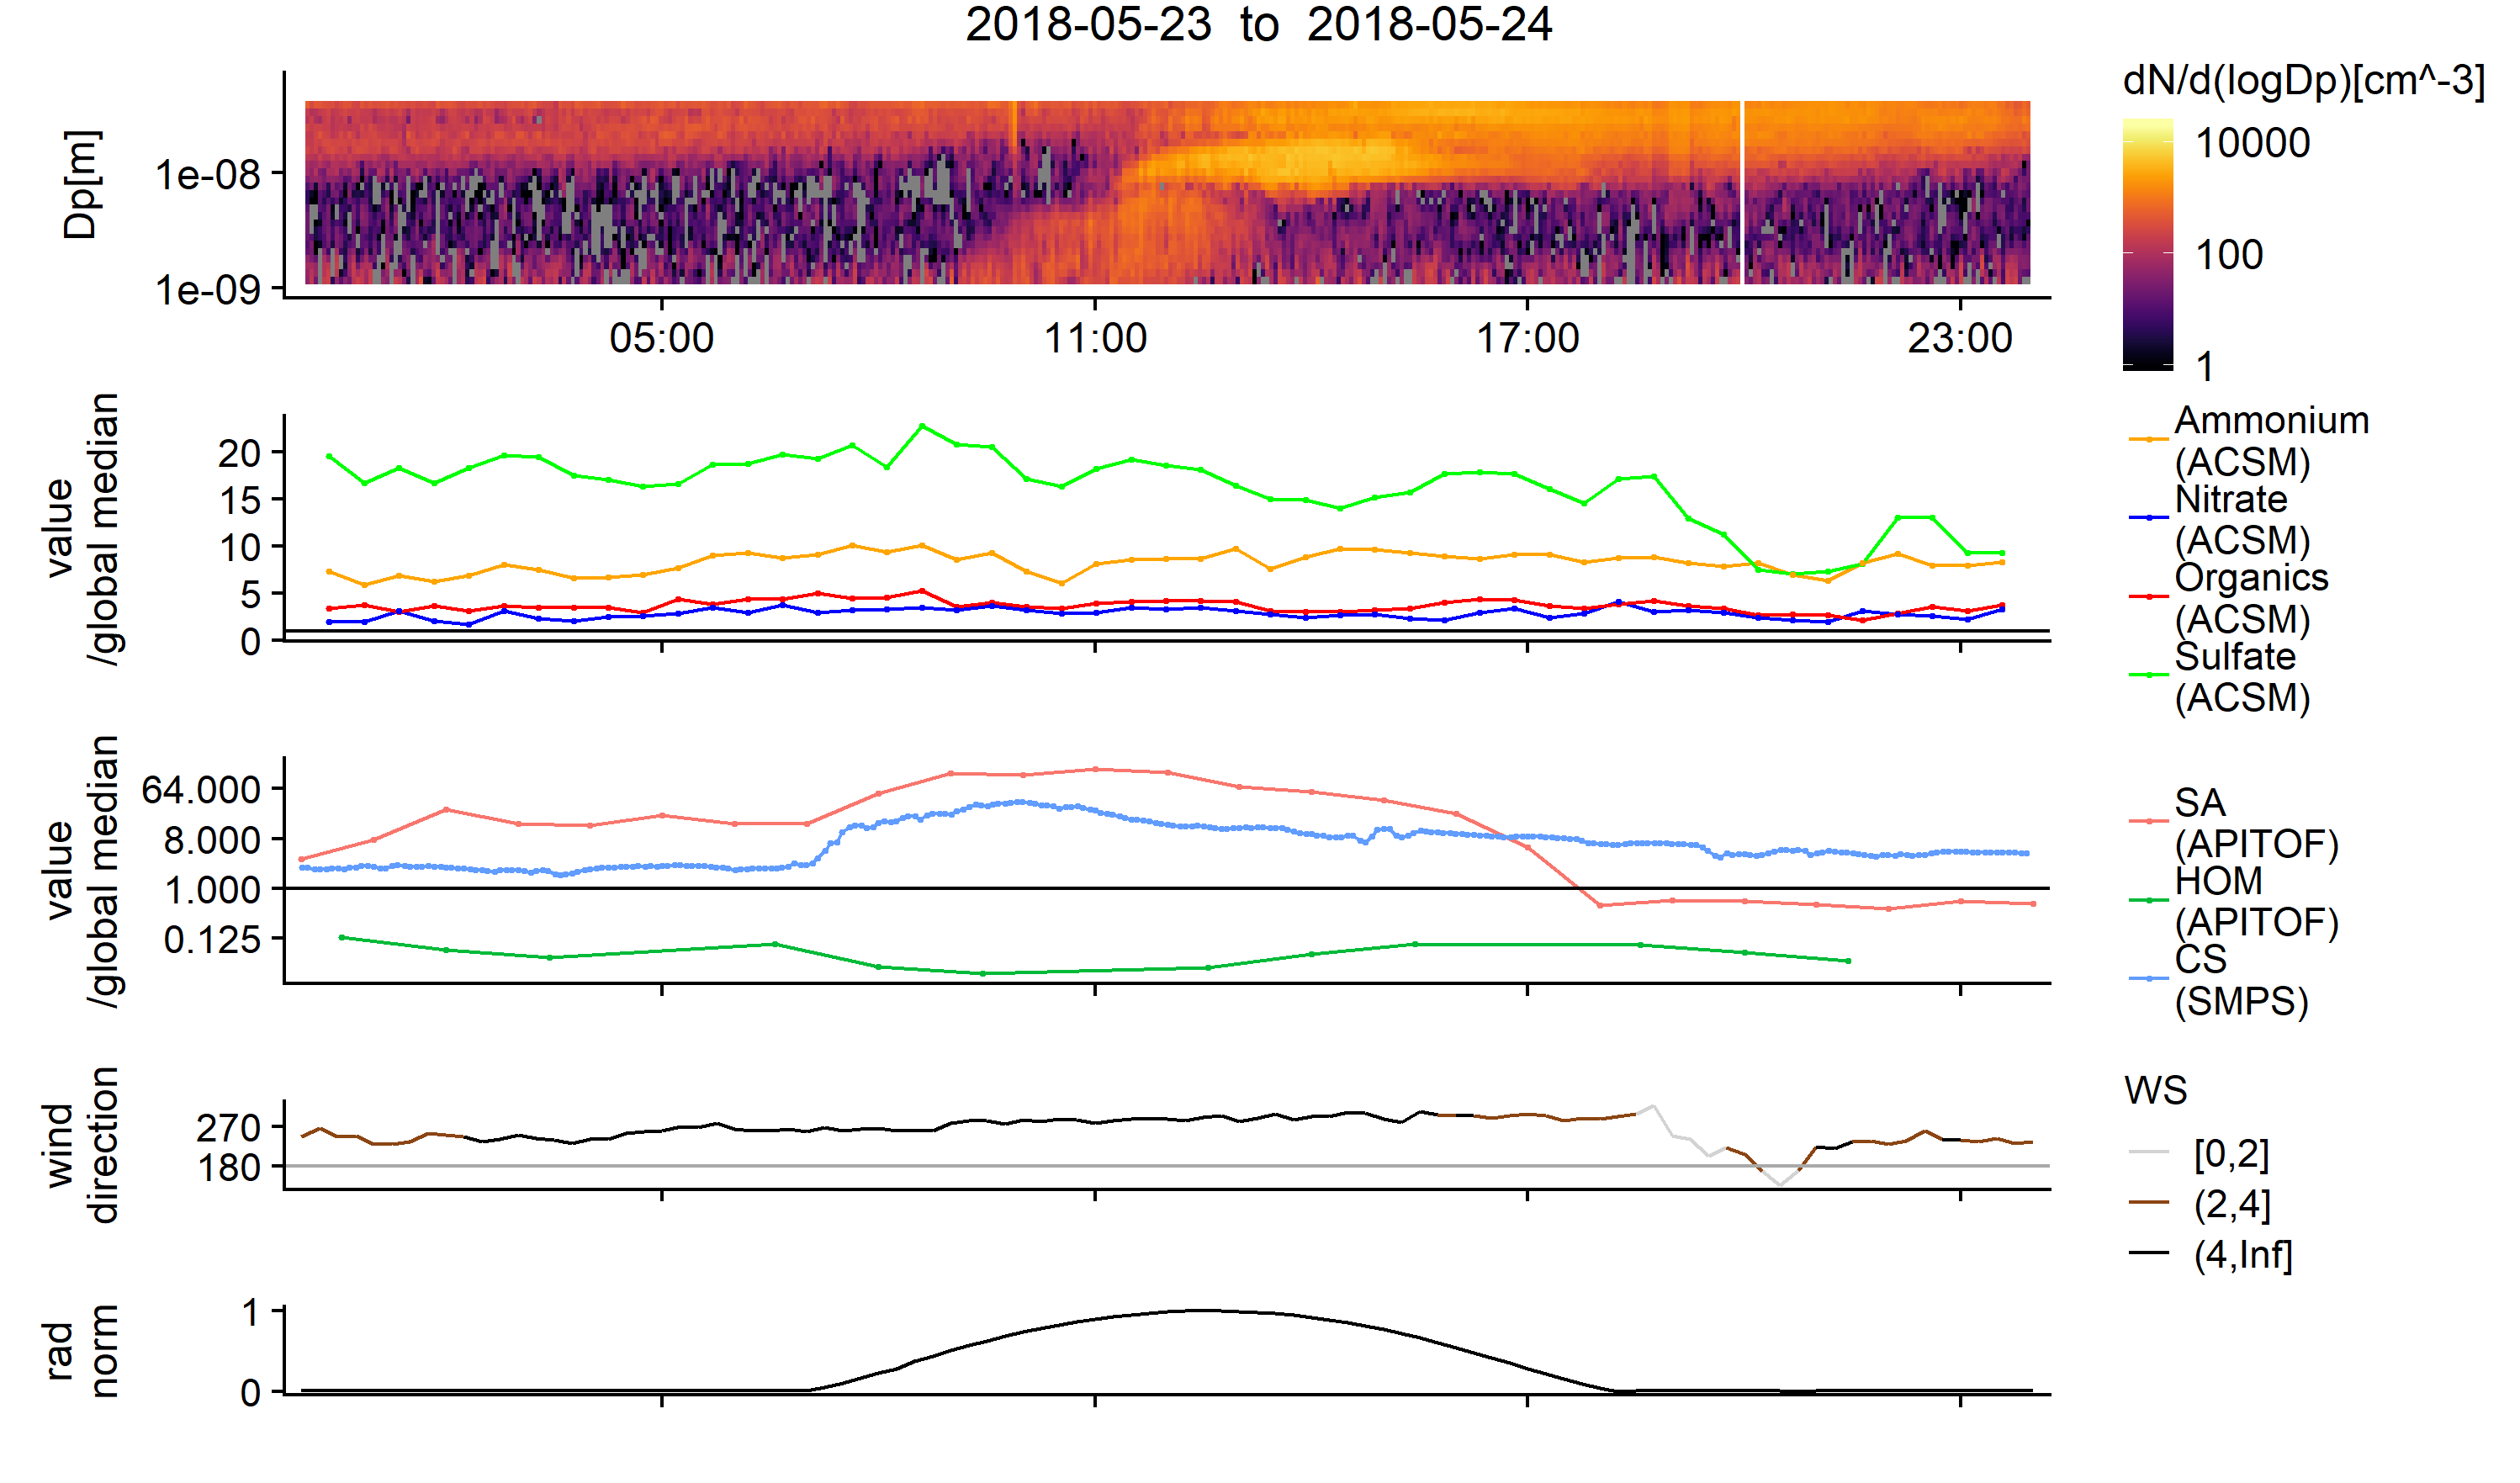 2018-05-23 to 2018-05-24
Dp[m]
1e-08
1e-09
05:00
11:00
17:00
23:00
dN/d(logDp)[cm^-3]
10000
100
1
value
/global median
20
15
10
5
0
Ammonium
(ACSM)
Nitrate
(ACSM)
Organics
(ACSM)
Sulfate
(ACSM)
value
/global median
64.000
8.000
1.000
0.125
SA
(APITOF)
HOM
(APITOF)
CS
(SMPS)
wind
direction
270
180
WS
[0,2]
(2,4]
(4,Inf]
rad
norm
1
0